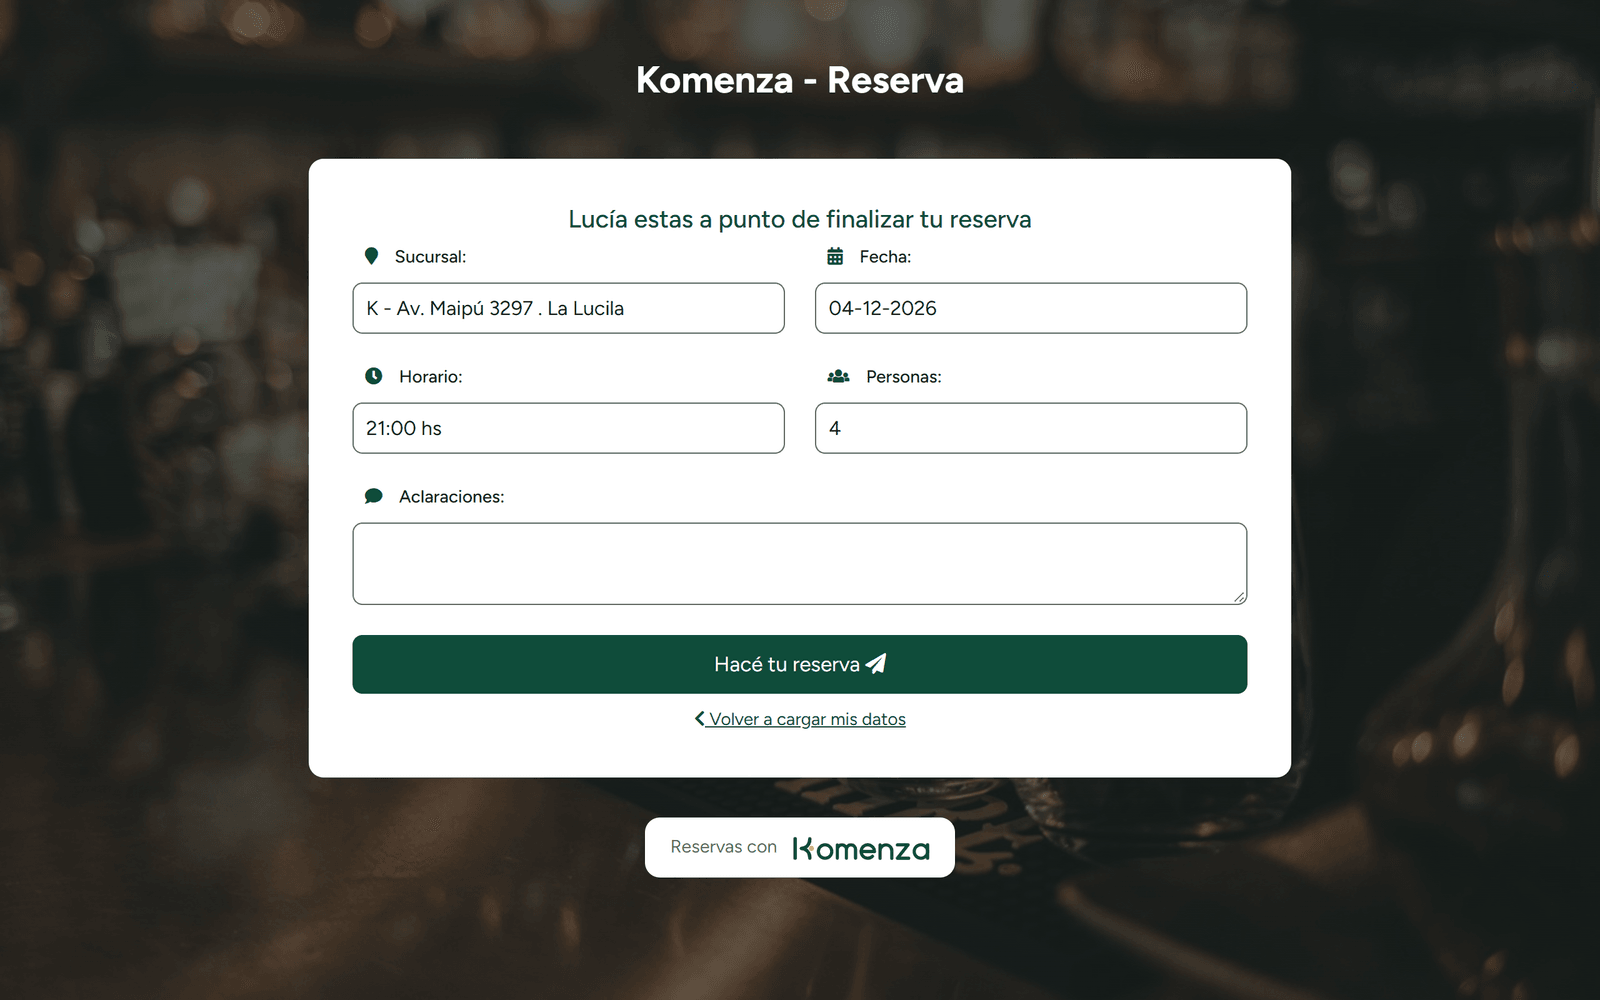 Komenza - Reserva
Lucía estas a punto de finalizar tu reserva
Sucursal:
Fecha:
K - Av. Maipú 3297 . La Lucila
04-12-2026
Horario:
Personas:
21:00 hs
4
Aclaraciones:
Hacé tu reserva
Volver a cargar mis datos
Reservas con Komenza